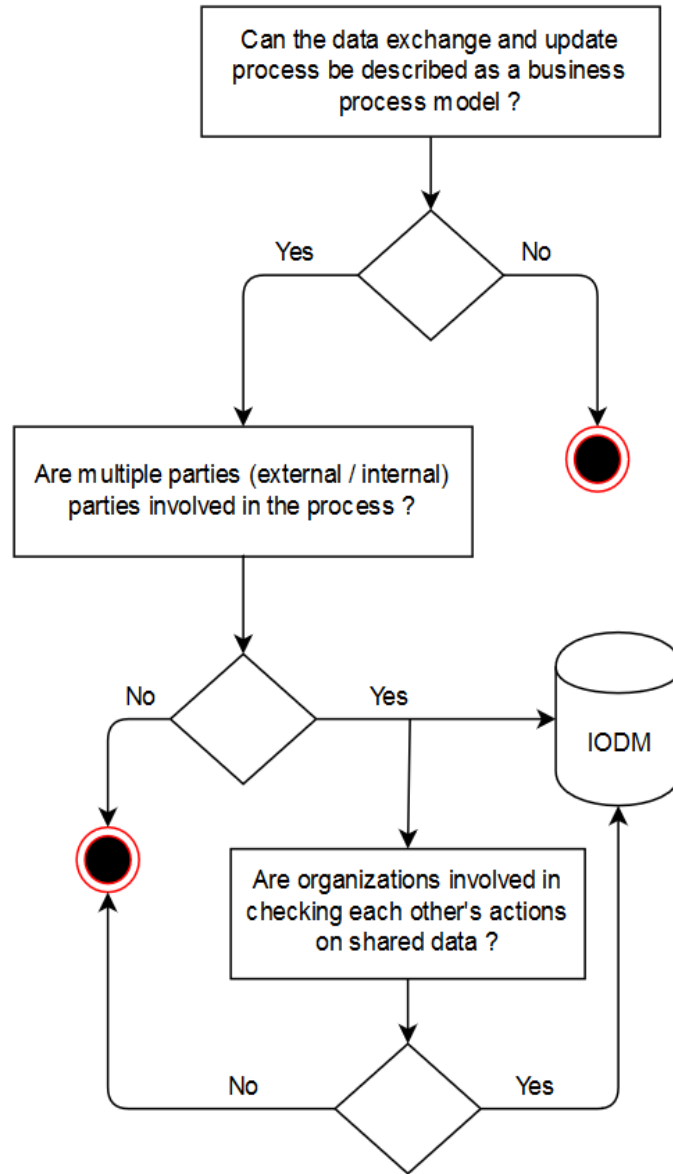 Can the data exchange and update
process be described as a business
process model ?
Yes
No
Are multiple parties (external / internal)
parties involved in the process ?
No
Yes
IODM
Are organizations involved in
checking each other's actions
on shared data ?
No
Yes